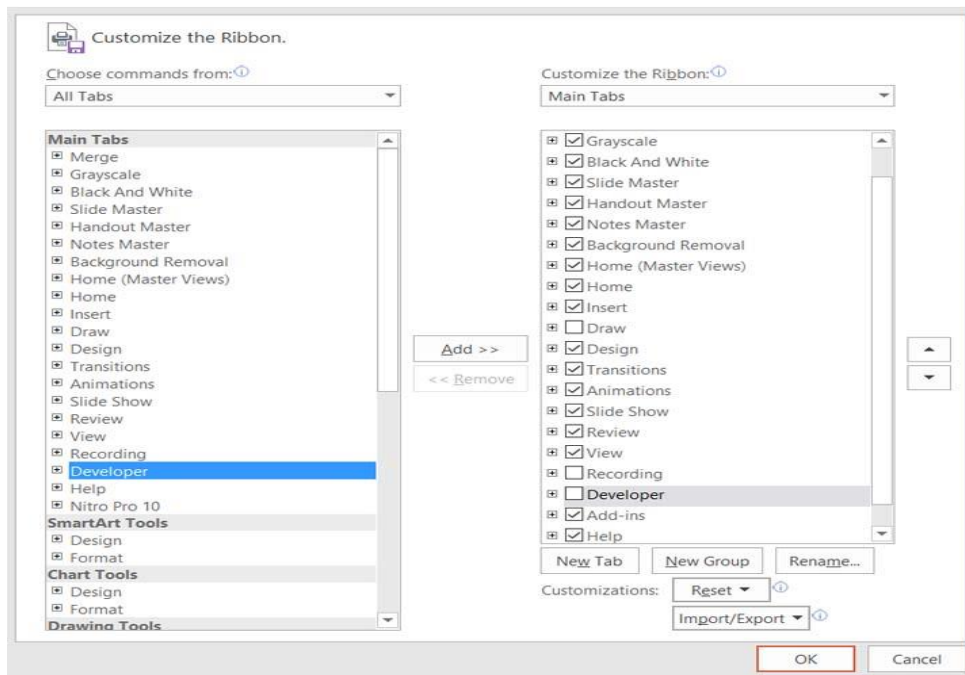 Customize the Ribbon.
Choose commands from:
All Tabs
Main Tabs
Merge
Grayscale
Black And White
Slide Master
Handout Master
Notes Master
Background Removal
Home (Master Views)
Home
Insert
Draw
Design
Transitions
Animations
Slide Show
Review
View
Recording
Developer
Help
Nitro Pro 10
SmartArt Tools
Design
Format
Chart Tools
Design
Format
Drawing Tools
Add >>
<< Remove
Customize the Ribbon:
Main Tabs
Grayscale
Black And White
Slide Master
Handout Master
Notes Master
Background Removal
Home (Master Views)
Home
Insert
Draw
Design
Transitions
Animations
Slide Show
Review
View
Recording
Developer
Add-ins
Help
New Tab New Group Rename...
Customizations: Reset
Import/Export
OK Cancel